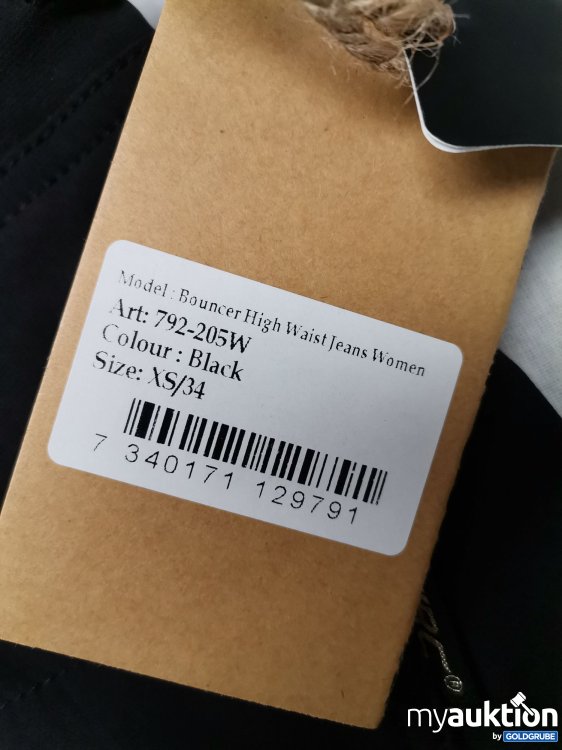 Model : Bouncer High Waist Jeans Women
Art: 792-205W
Colour : Black
Size: XS/34
7 340171 129791
myauktion
by GOLDGRUBE